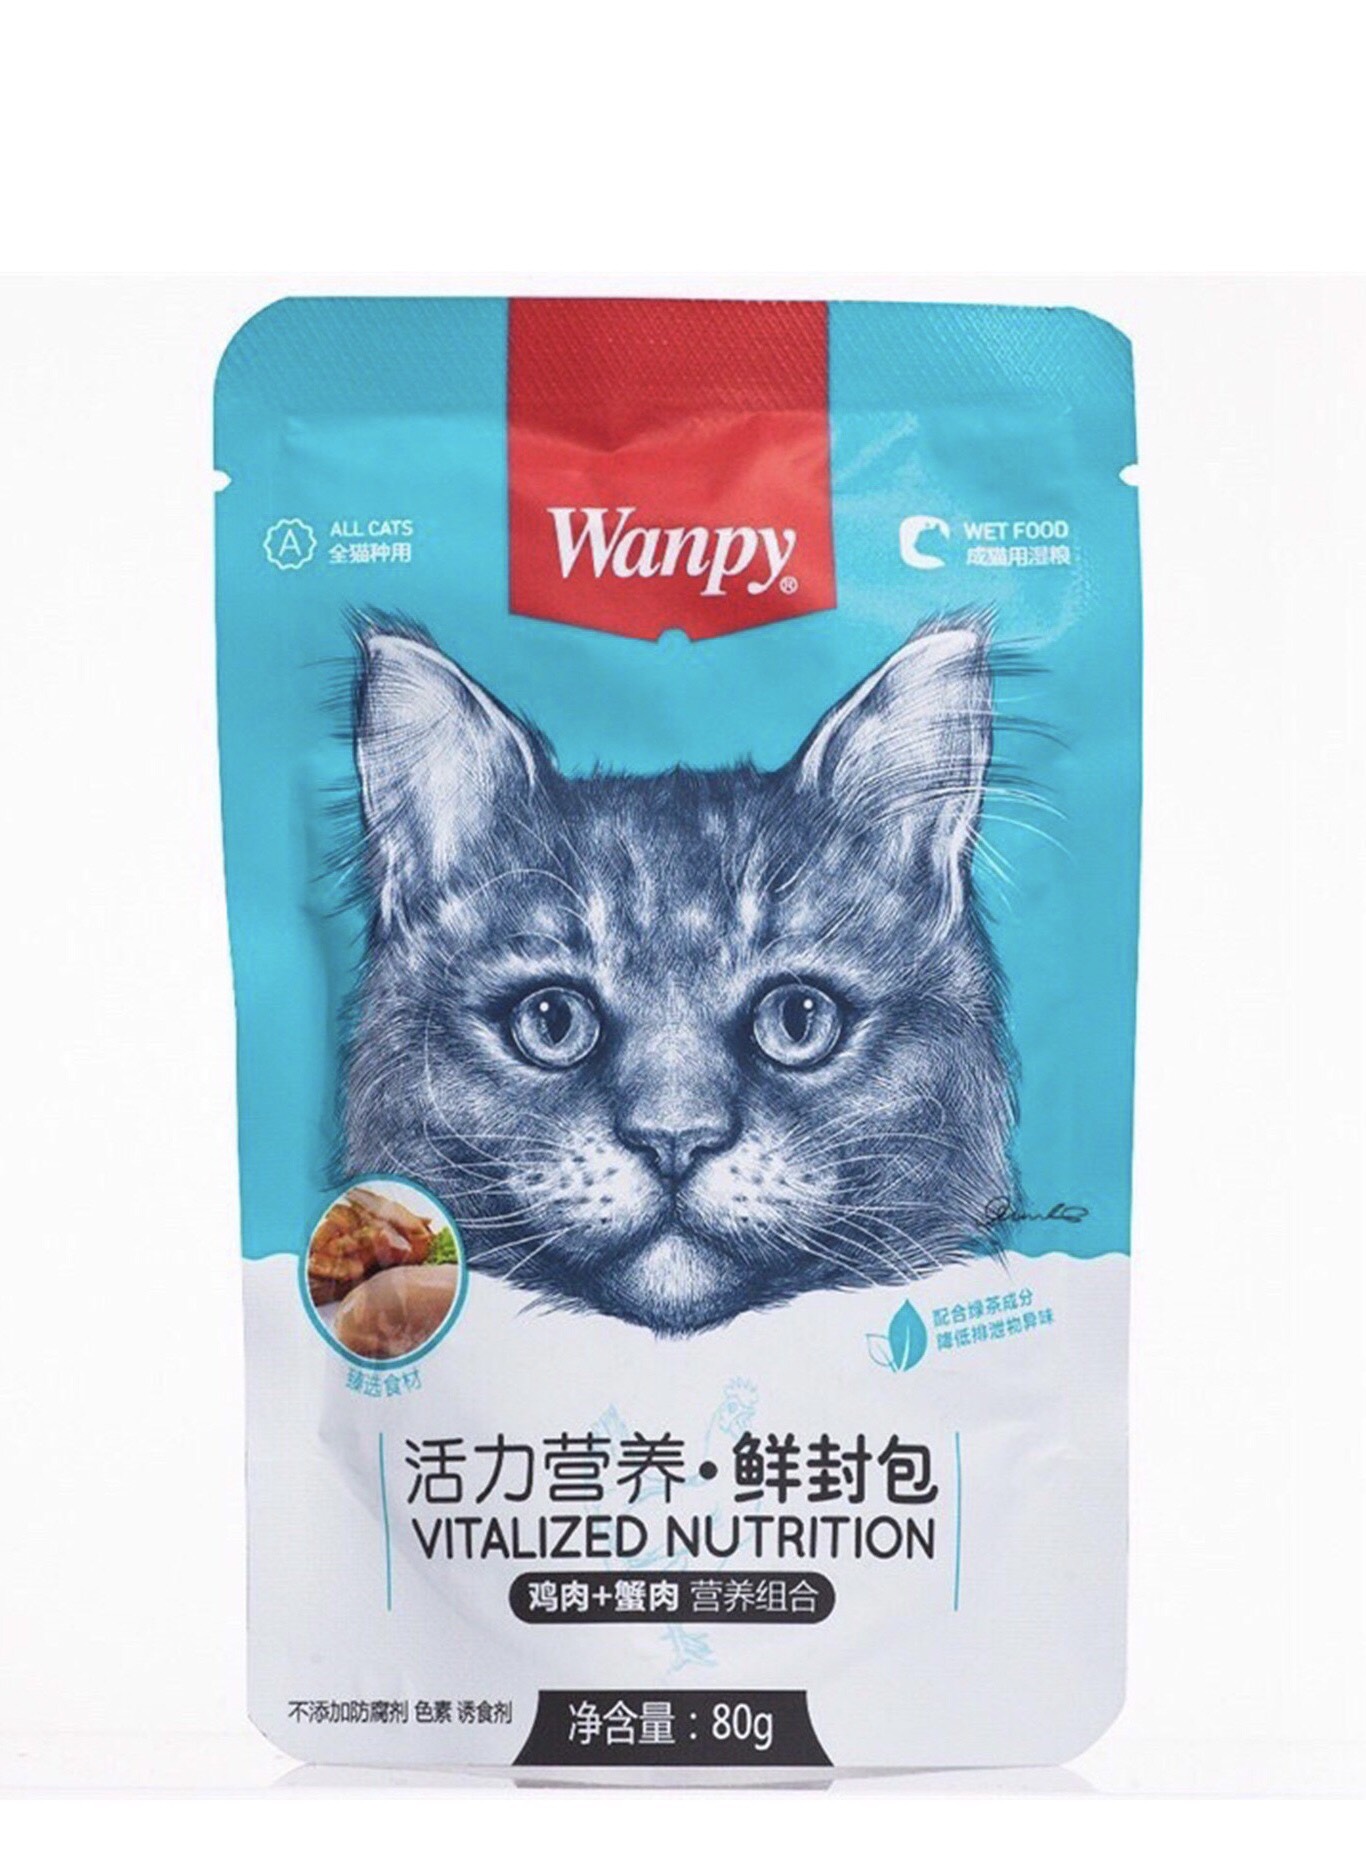 Wanpy®
A
ALL CATS
全猫种用
WET FOOD
成猫用湿粮
臻选食材
配合绿茶成分
降低排泄物异味
活力营养·鲜封包
VITALIZED NUTRITION
鸡肉+蟹肉 营养组合
不添加防腐剂 色素 诱食剂
净含量：80g